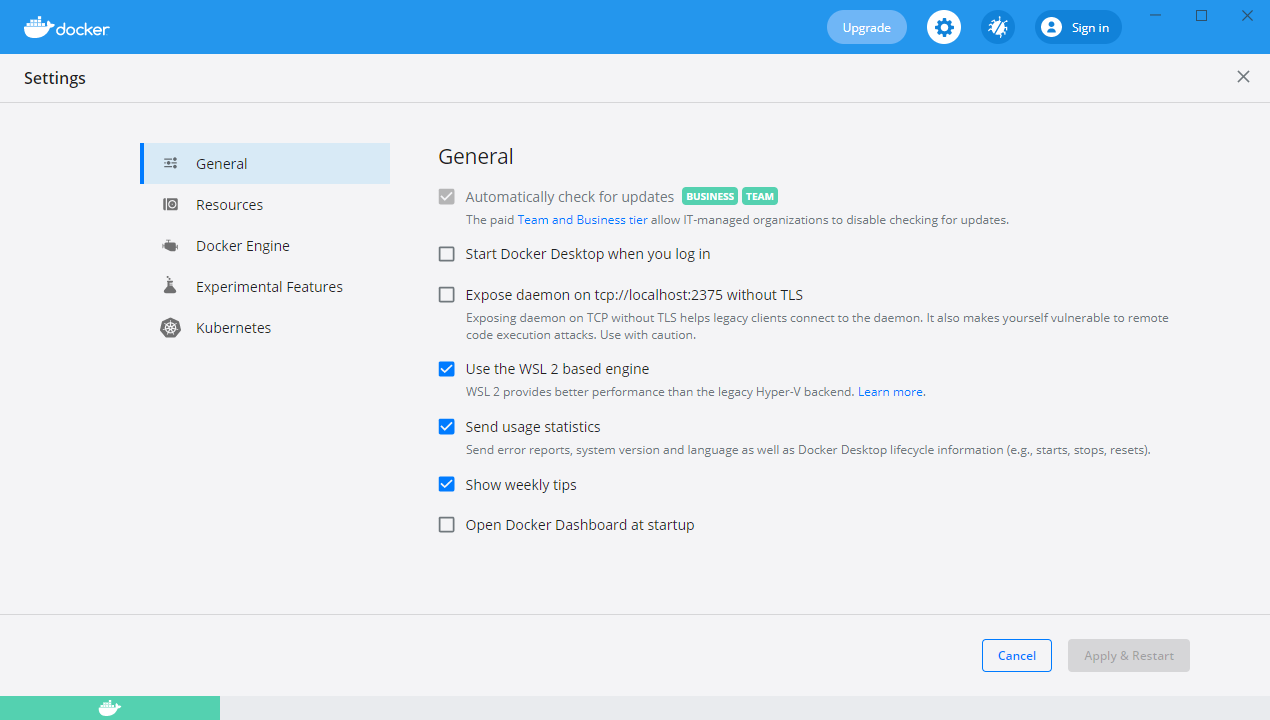 docker
Upgrade
Sign in
Settings
General
Resources
Docker Engine
Experimental Features
Kubernetes
General
Automatically check for updates BUSINESS TEAM
The paid Team and Business tier allow IT-managed organizations to disable checking for updates.
Start Docker Desktop when you log in
Expose daemon on tcp://localhost:2375 without TLS
Exposing daemon on TCP without TLS helps legacy clients connect to the daemon. It also makes yourself vulnerable to remote
code execution attacks. Use with caution.
Use the WSL 2 based engine
WSL 2 provides better performance than the legacy Hyper-V backend. Learn more.
Send usage statistics
Send error reports, system version and language as well as Docker Desktop lifecycle information (e.g., starts, stops, resets).
Show weekly tips
Open Docker Dashboard at startup
Cancel
Apply & Restart